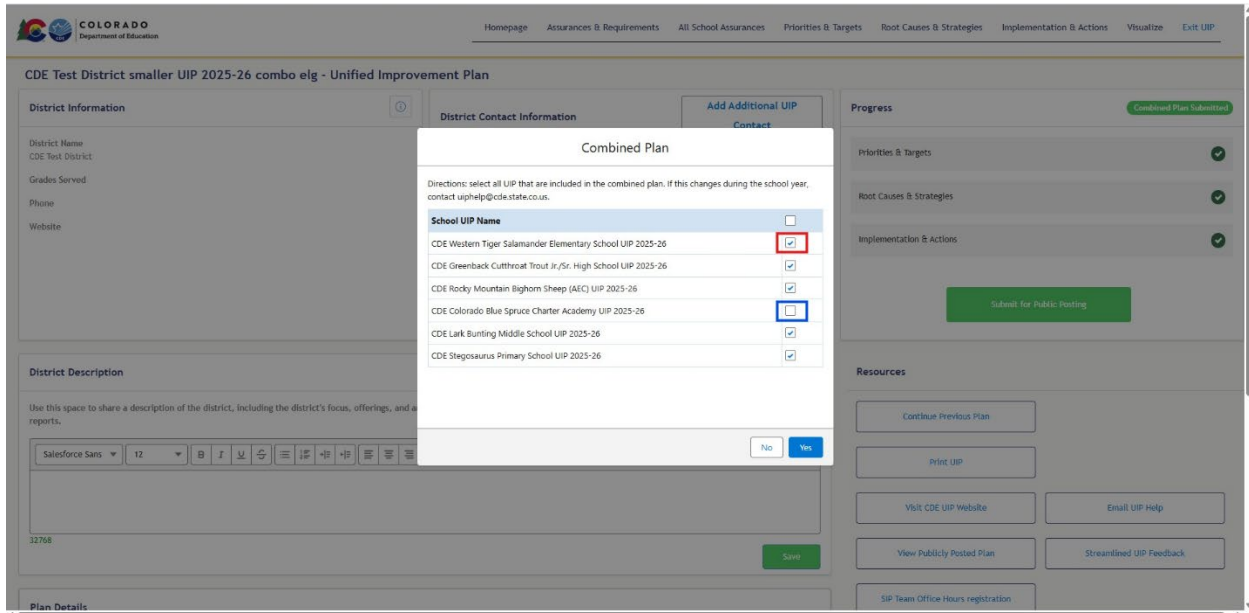 COLORADO
Department of Education
CDE
Homepage Assurances & Requirements All School Assurances Priorities & Targets Root Causes & Strategies Implementation & Actions Visualize Exit UIP
CDE Test District smaller UIP 2025-26 combo elg - Unified Improvement Plan
District Information
District Name
CDE Test District
Grades Served
Phone
Website
District Contact Information
Add Additional UIP
Contact
Progress
Combined Plan Submitted
Priorities & Targets
Root Causes & Strategies
Implementation & Actions
Submit for Public Posting
Combined Plan
Directions: select all UIP that are included in the combined plan. If this changes during the school year,
contact uiphelp@cde.state.co.us.
School UIP Name
CDE Western Tiger Salamander Elementary School UIP 2025-26
CDE Greenback Cutthroat Trout Jr./Sr. High School UIP 2025-26
CDE Rocky Mountain Bighorn Sheep (AEC) UIP 2025-26
CDE Colorado Blue Spruce Charter Academy UIP 2025-26
CDE Lark Bunting Middle School UIP 2025-26
CDE Stegosaurus Primary School UIP 2025-26
No Yes
District Description
Use this space to share a description of the district, including the district's focus, offerings, and
reports.
Salesforce Sans 12 B I U S
32768
Save
Plan Details
Resources
Continue Previous Plan
Print UIP
Visit CDE UIP Website Email UIP Help
View Publicly Posted Plan Streamlined UIP Feedback
SIP Team Office Hours registration